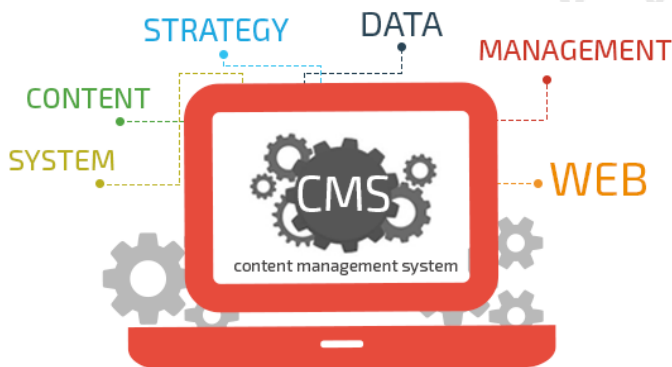 STRATEGY
DATA
MANAGEMENT
CONTENT
SYSTEM
WEB
CMS
content management system